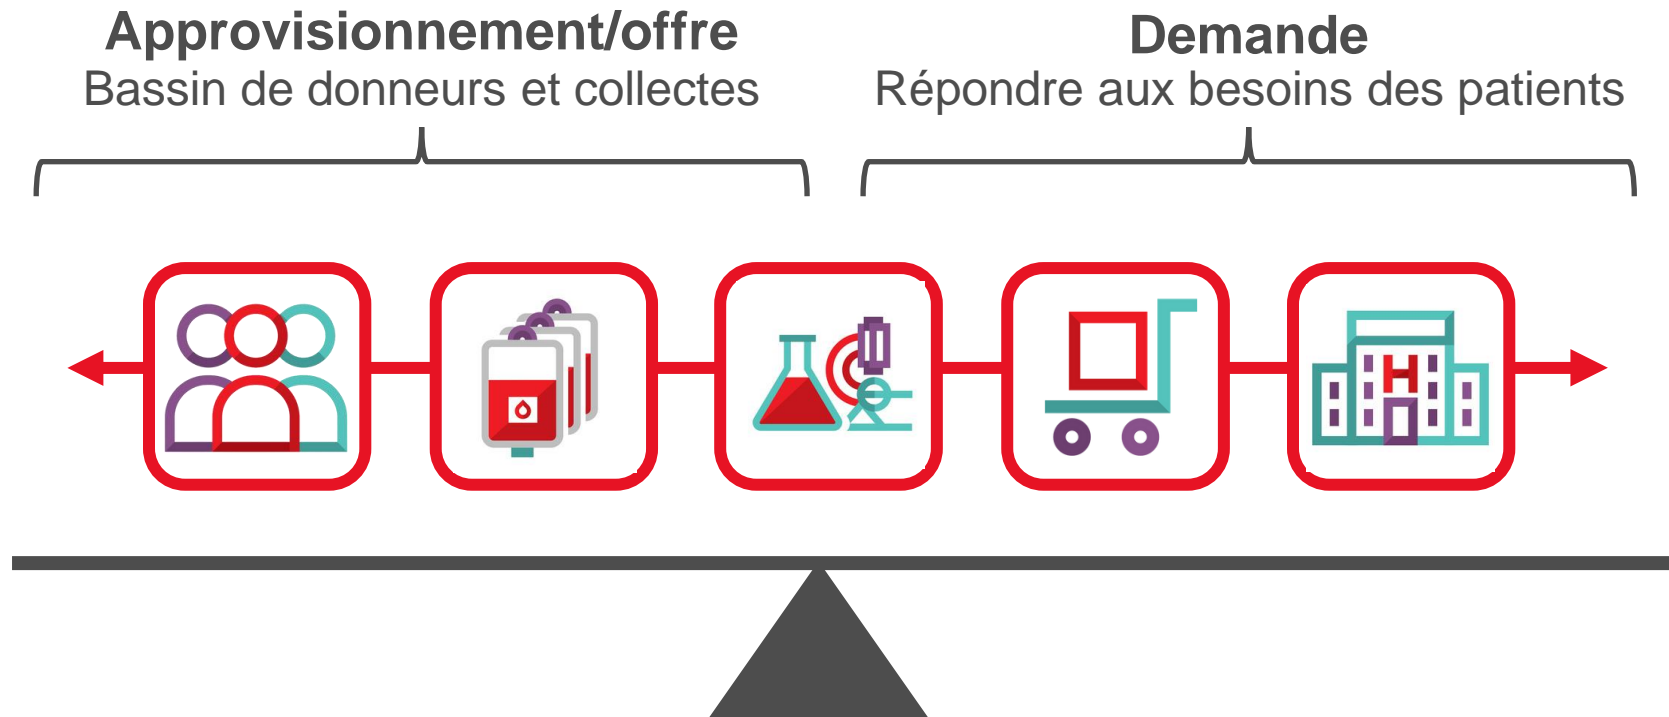 Approvisionnement/offre
Bassin de donneurs et collectes
Demande
Répondre aux besoins des patients
H